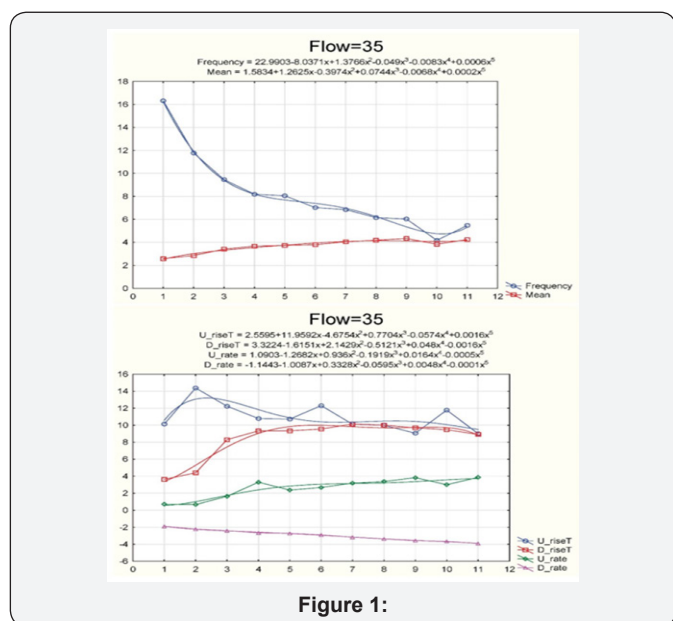 Flow=35
Frequency = 22.9903-8.0371x+1.3766x²-0.049x³-0.0083x⁴+0.0006x⁵
Mean = 1.5834+1.2625x-0.3974x²+0.0744x³-0.0068x⁴+0.0002x⁵
18
16
14
12
10
8
6
4
2
0
0 1 2 3 4 5 6 7 8 9 10 11 12
Frequency
Mean
Flow=35
U_riseT = 2.5595+11.9592x-4.6754x²+0.7704x³-0.0574x⁴+0.0016x⁵
D_riseT = 3.3224-1.6151x+2.1429x²-0.5121x³+0.048x⁴-0.0016x⁵
U_rate = 1.0903-1.2682x+0.936x²-0.1919x³+0.0164x⁴-0.0005x⁵
D_rate = -1.1443-1.0087x+0.3328x²-0.0595x³+0.0048x⁴-0.0001x⁵
16
14
12
10
8
6
4
2
0
-2
-4
-6
0 1 2 3 4 5 6 7 8 9 10 11 12
U_riseT
D_riseT
U_rate
D_rate
Figure 1: